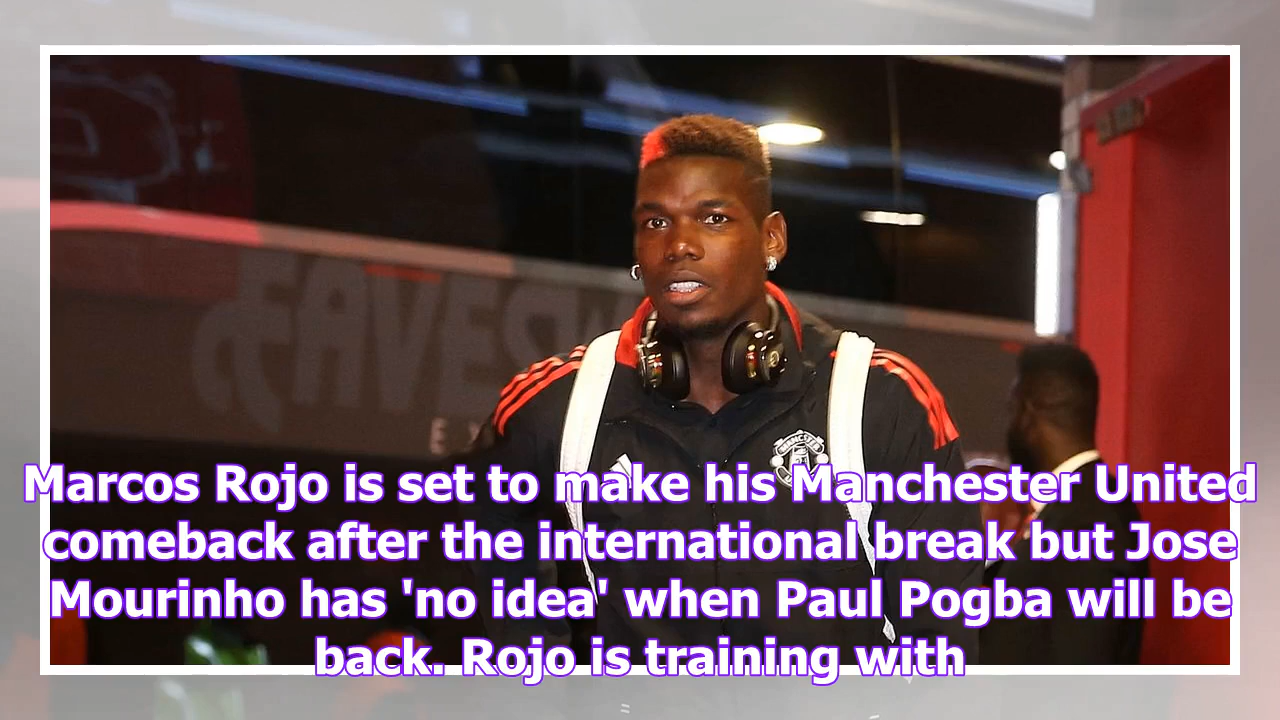 Marcos Rojo is set to make his Manchester United
comeback after the international break but Jose
Mourinho has 'no idea' when Paul Pogba will be
back. Rojo is training with